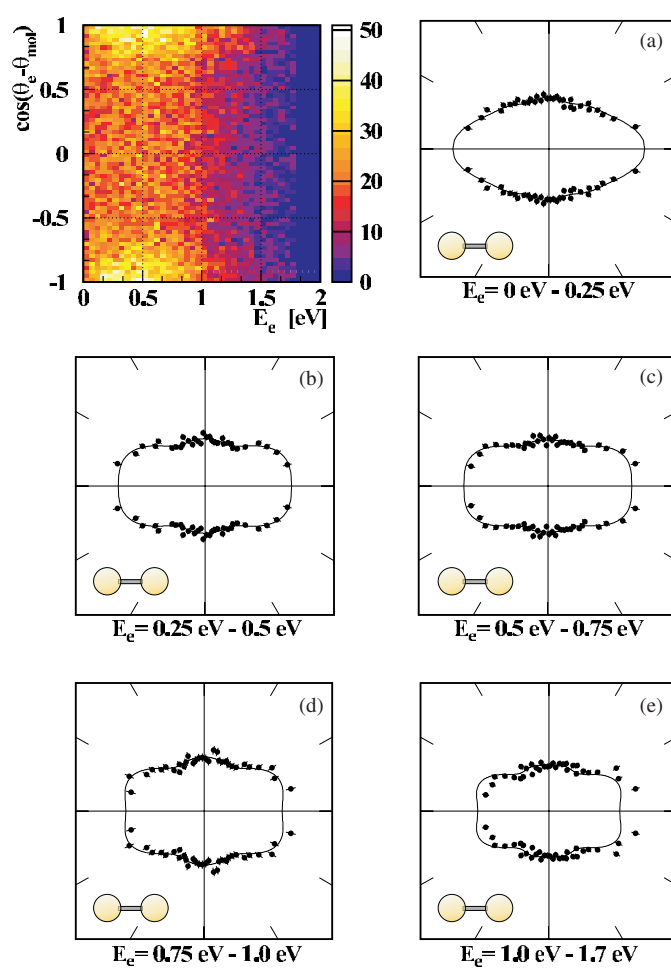 cos(θe-θmol)
1
0.5
0
-0.5
-1
0 0.5 1 1.5 2
Ee [eV]
50
40
30
20
10
0
(a)
Ee= 0 eV - 0.25 eV
(b)
Ee= 0.25 eV - 0.5 eV
(c)
Ee= 0.5 eV - 0.75 eV
(d)
Ee= 0.75 eV - 1.0 eV
(e)
Ee= 1.0 eV - 1.7 eV